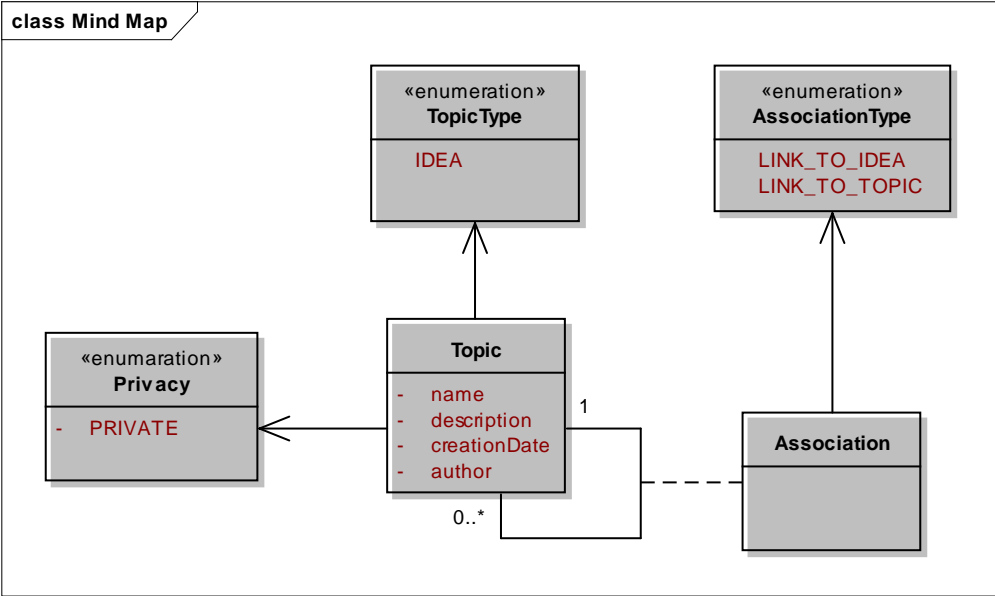 class Mind Map
«enumeration»
TopicType
IDEA
«enumeration»
AssociationType
LINK_TO_IDEA
LINK_TO_TOPIC
«enumaration»
Privacy
- PRIVATE
Topic
- name
- description
- creationDate
- author
1
0..*
Association